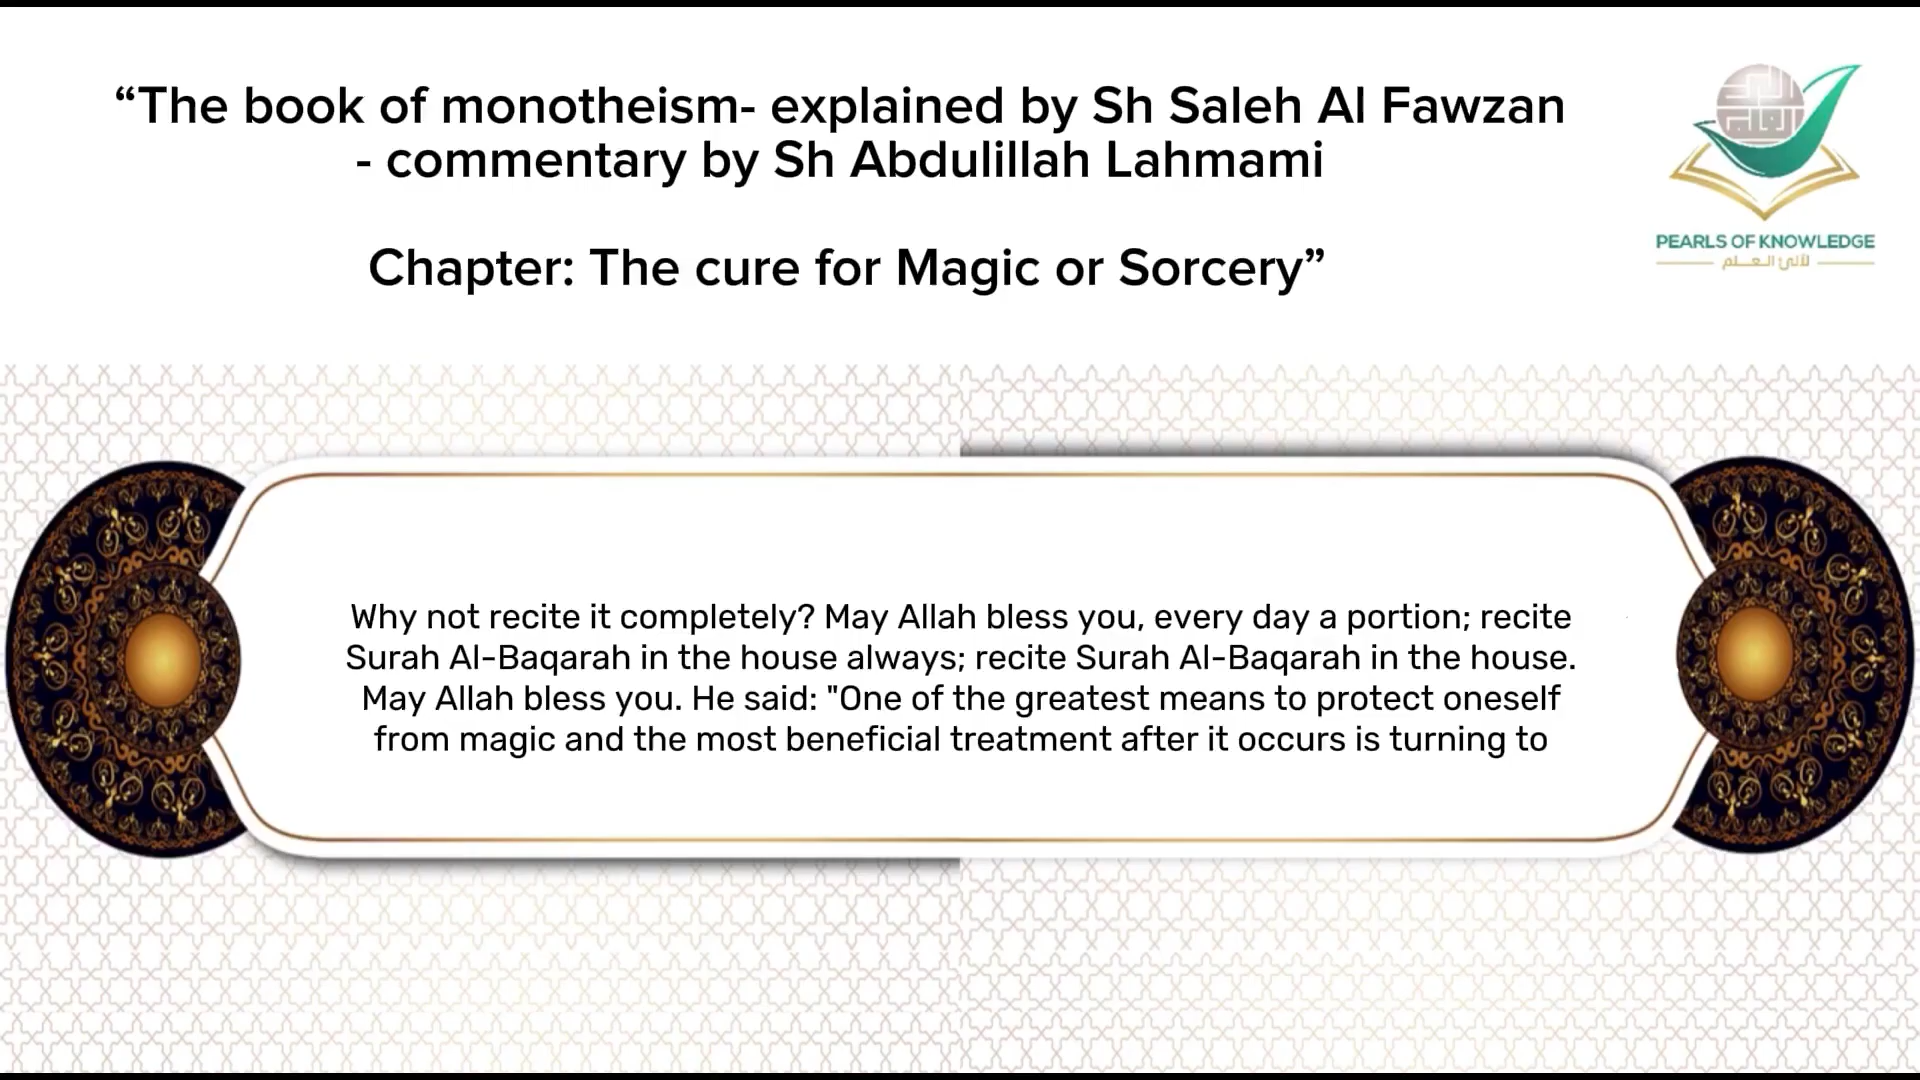 “The book of monotheism- explained by Sh Saleh Al Fawzan
- commentary by Sh Abdulillah Lahmami
Chapter: The cure for Magic or Sorcery”
PEARLS OF KNOWLEDGE
لآلئ العلم
Why not recite it completely? May Allah bless you, every day a portion; recite
Surah Al-Baqarah in the house always; recite Surah Al-Baqarah in the house.
May Allah bless you. He said: "One of the greatest means to protect oneself
from magic and the most beneficial treatment after it occurs is turning to